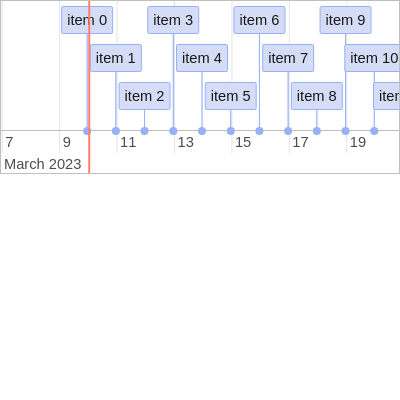 item 0 item 3 item 6 item 9
item 1 item 4 item 7 item 10
item 2 item 5 item 8
7 9 11 13 15 17 19
March 2023